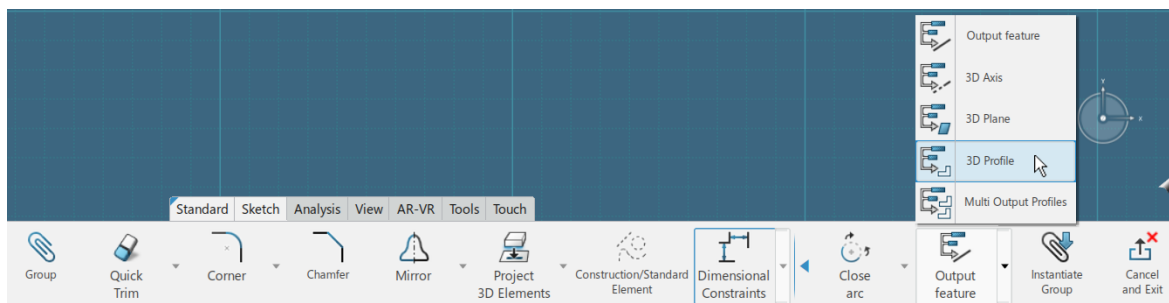 Output feature
3D Axis
3D Plane
3D Profile
Multi Output Profiles
Y
X
Standard Sketch Analysis View AR-VR Tools Touch
Group
Quick
Trim
Corner
Chamfer
Mirror
Project
3D Elements
Construction/Standard
Element
Dimensional
Constraints
Close
arc
Output
feature
Instantiate
Group
Cancel
and Exit